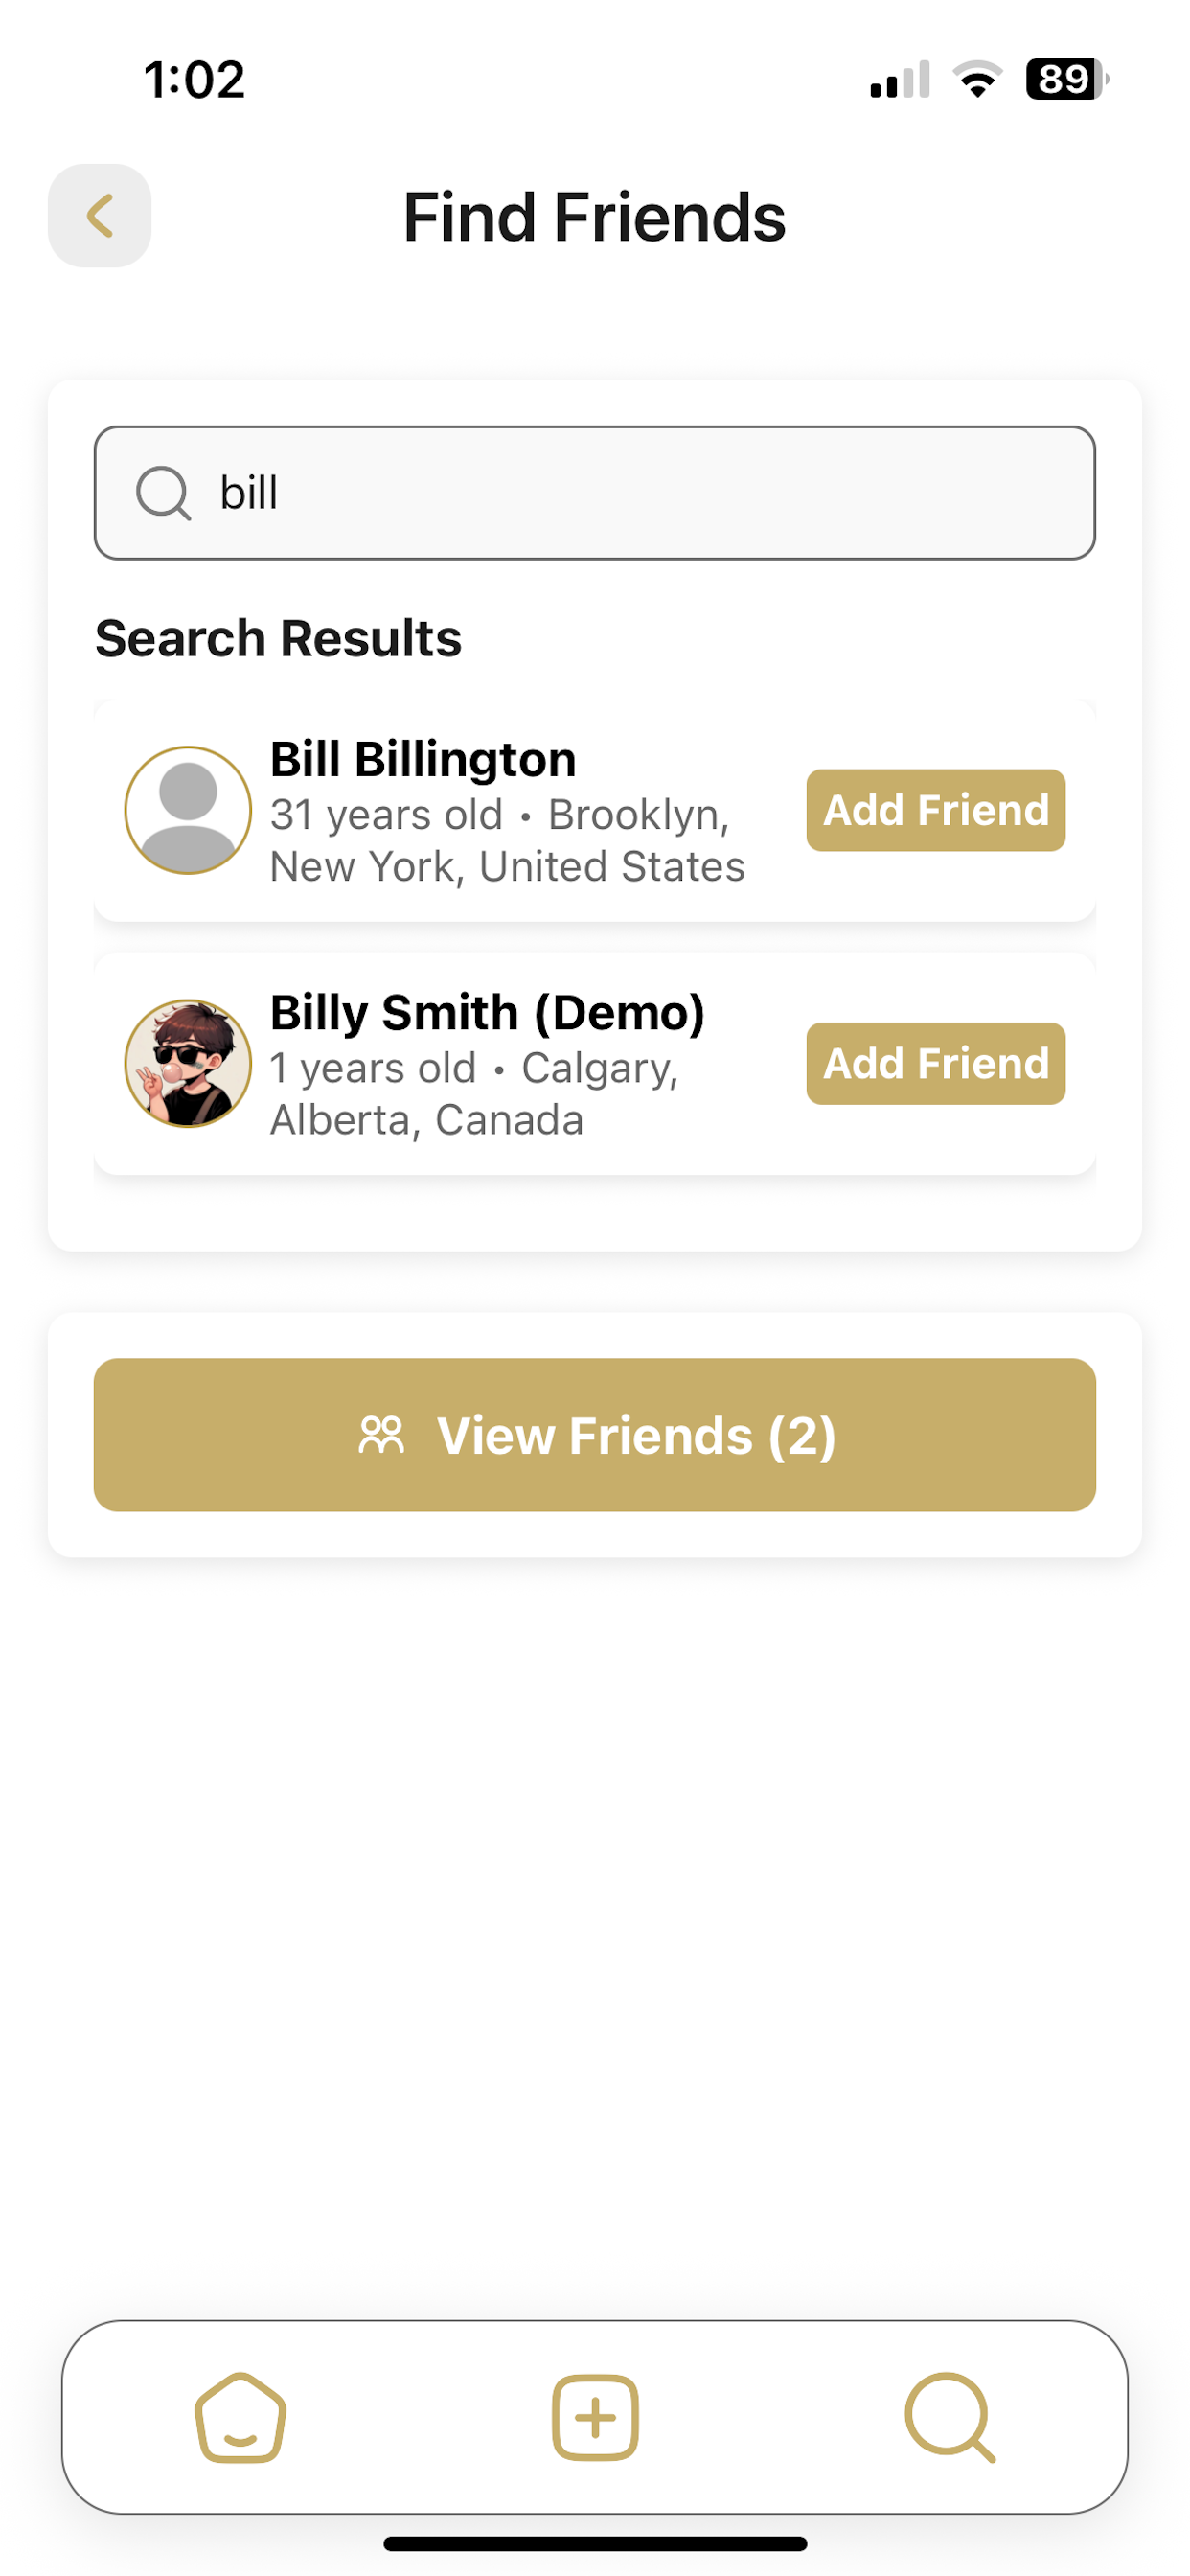 1:02
89
Find Friends
bill
Search Results
Bill Billington
31 years old • Brooklyn,
New York, United States
Add Friend
Billy Smith (Demo)
1 years old • Calgary,
Alberta, Canada
Add Friend
View Friends (2)